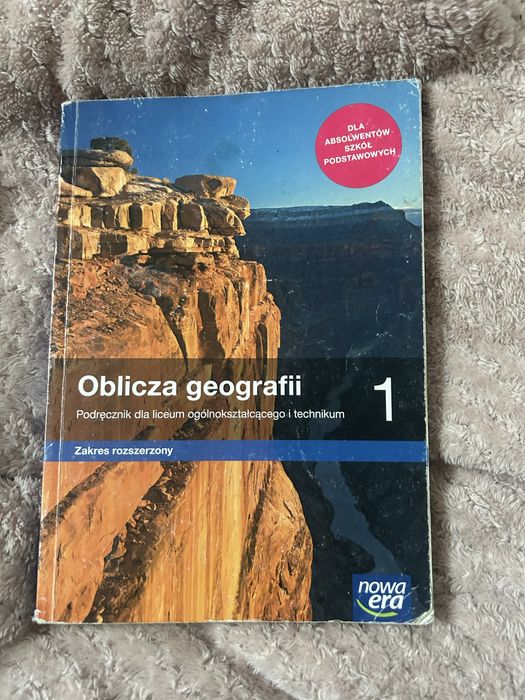 DLA
ABSOLWENTÓW
SZKÓŁ
PODSTAWOWYCH
Oblicza geografii 1
Podręcznik dla liceum ogólnokształcącego i technikum
Zakres rozszerzony
nowa
era